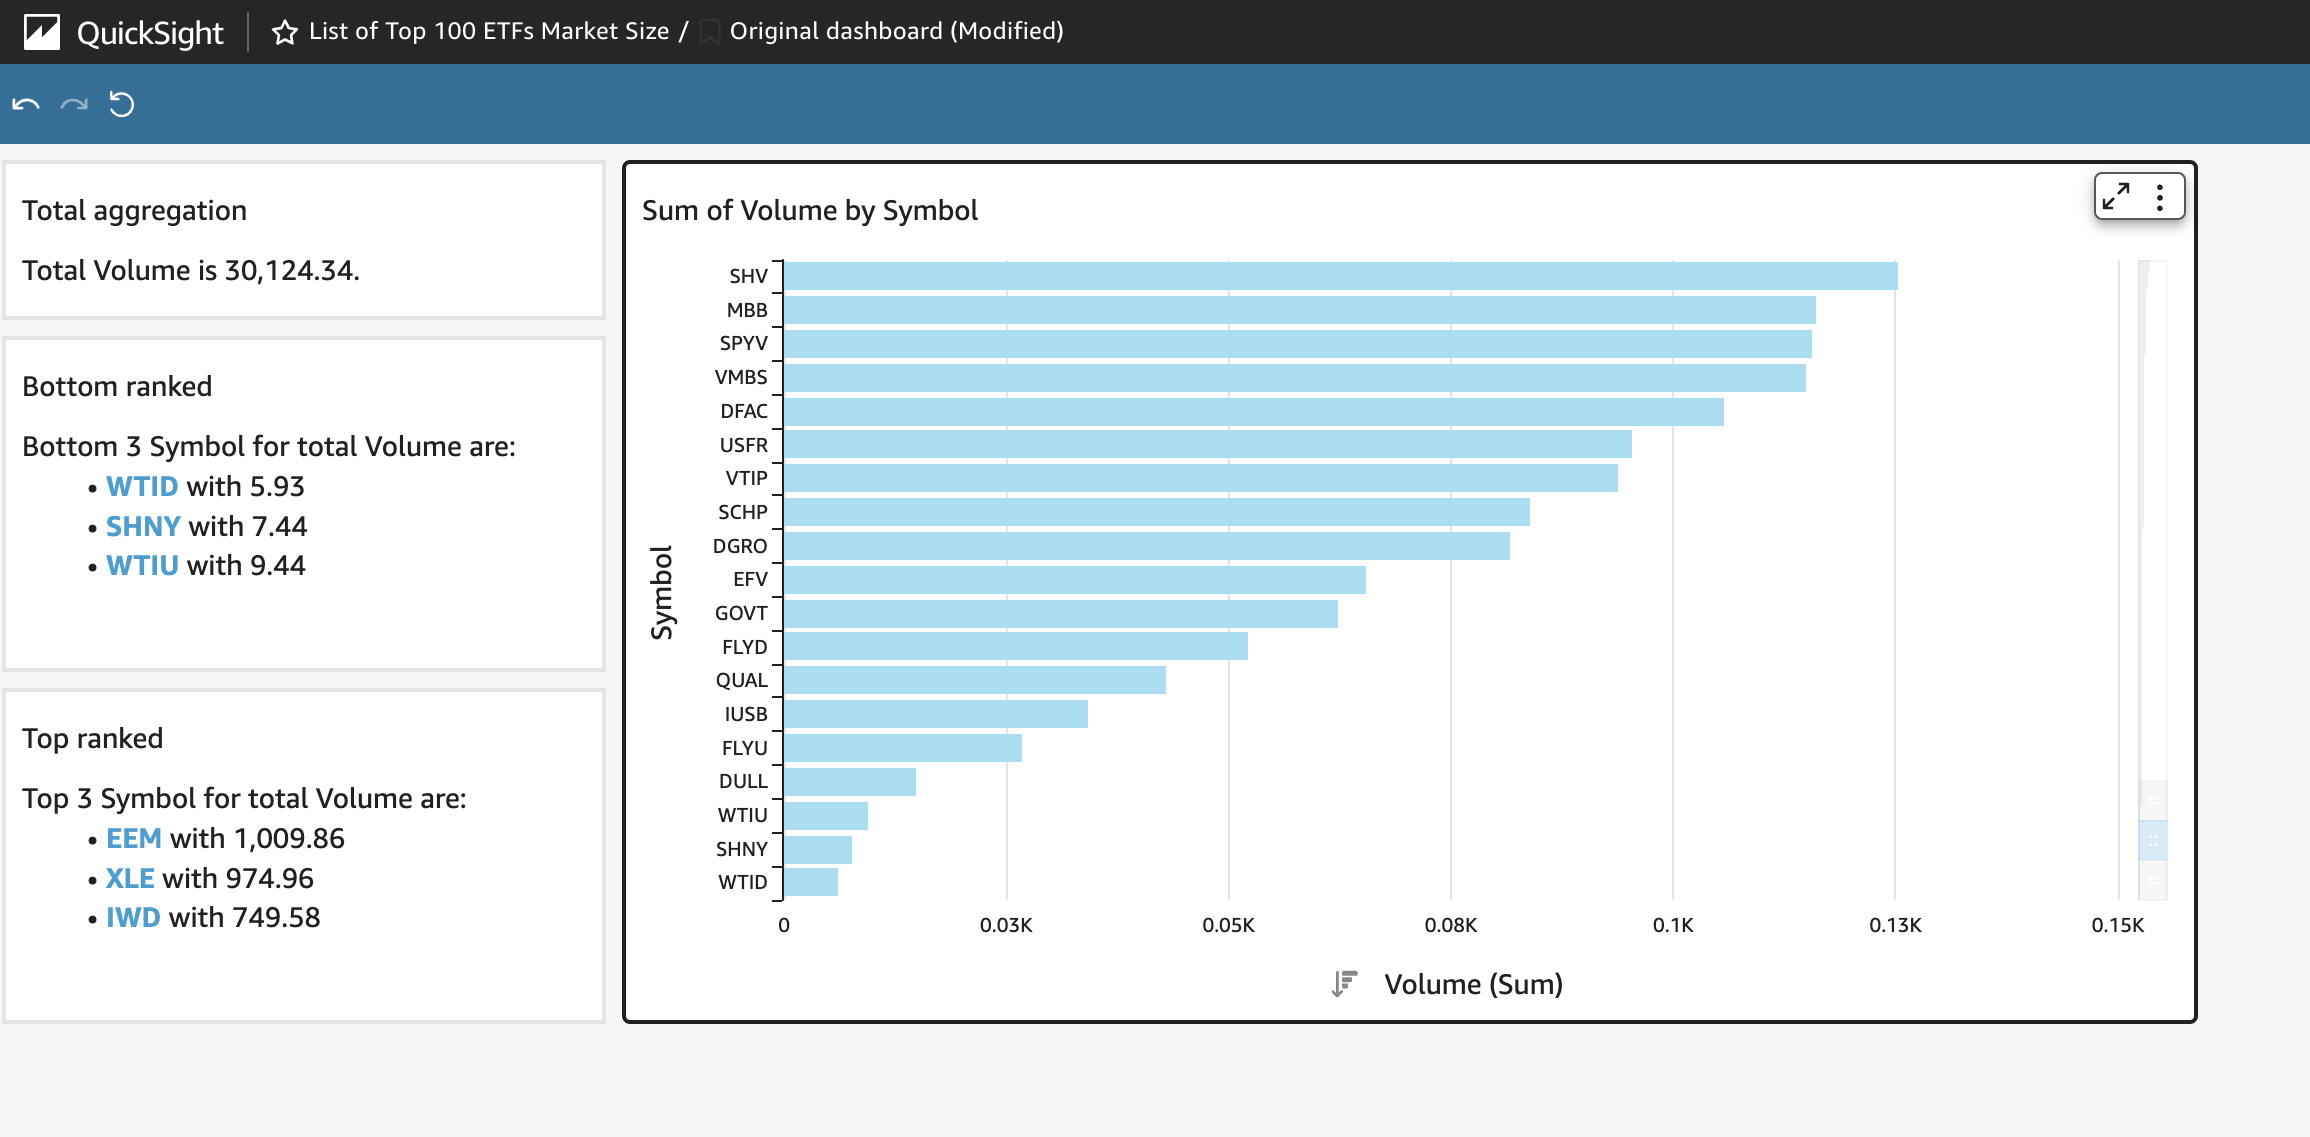 QuickSight
List of Top 100 ETFs Market Size / Original dashboard (Modified)
Total aggregation
Total Volume is 30,124.34.
Bottom ranked
Bottom 3 Symbol for total Volume are:
• WTID with 5.93
• SHNY with 7.44
• WTIU with 9.44
Top ranked
Top 3 Symbol for total Volume are:
• EEM with 1,009.86
• XLE with 974.96
• IWD with 749.58
Sum of Volume by Symbol
Symbol
SHV
MBB
SPYV
VMBS
DFAC
USFR
VTIP
SCHP
DGRO
EFV
GOVT
FLYD
QUAL
IUSB
FLYU
DULL
WTIU
SHNY
WTID
0 0.03K 0.05K 0.08K 0.1K 0.13K 0.15K
Volume (Sum)